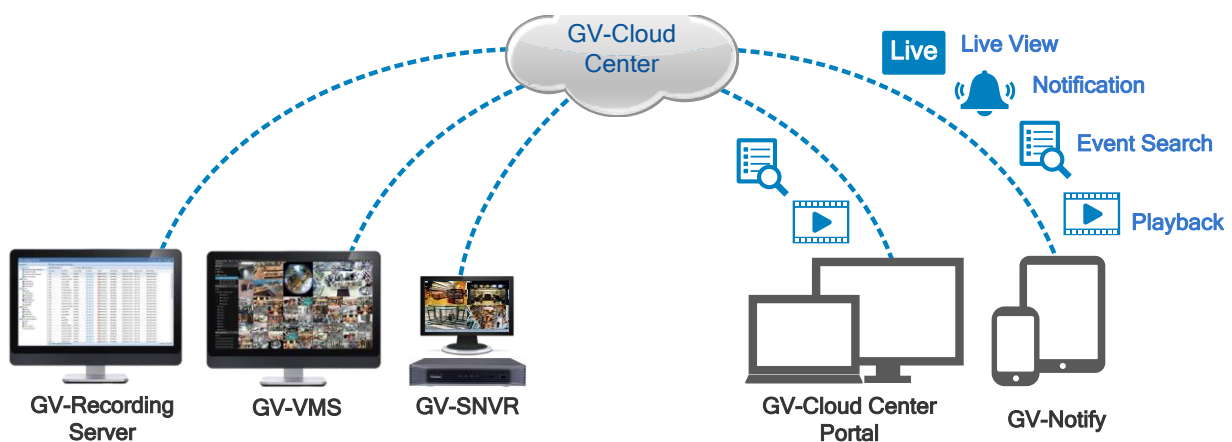 GV-Cloud
Center
Live
Live View
Notification
Event Search
Playback
GV-Recording
Server
GV-VMS
GV-SNVR
GV-Cloud Center
Portal
GV-Notify